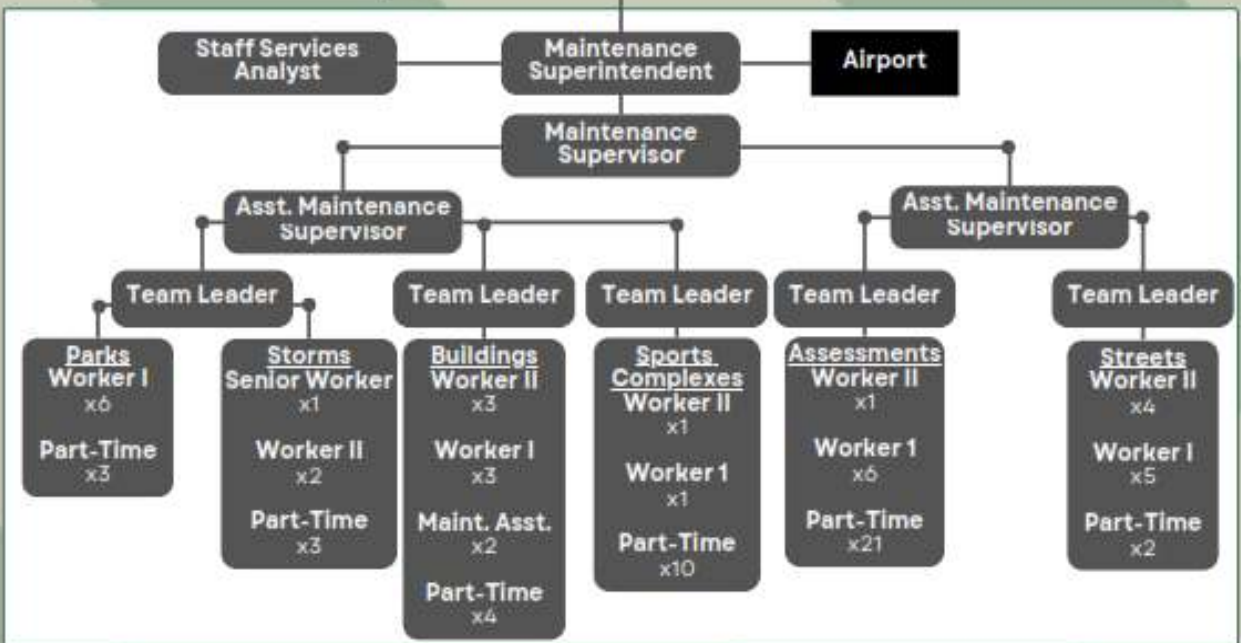 Staff Services
Analyst
Maintenance
Superintendent
Airport
Maintenance
Supervisor
Asst. Maintenance
Supervisor
Asst. Maintenance
Supervisor
Team Leader
Team Leader
Team Leader
Team Leader
Team Leader
Parks
Worker I
x6
Part-Time
x3
Storms
Senior Worker
x1
Worker II
x2
Part-Time
x3
Buildings
Worker II
x3
Worker I
x3
Maint. Asst.
x2
Part-Time
x4
Sports
Complexes
Worker II
x1
Worker 1
x1
Part-Time
x10
Assessments
Worker II
x1
Worker 1
x6
Part-Time
x21
Streets
Worker II
x4
Worker I
x5
Part-Time
x2